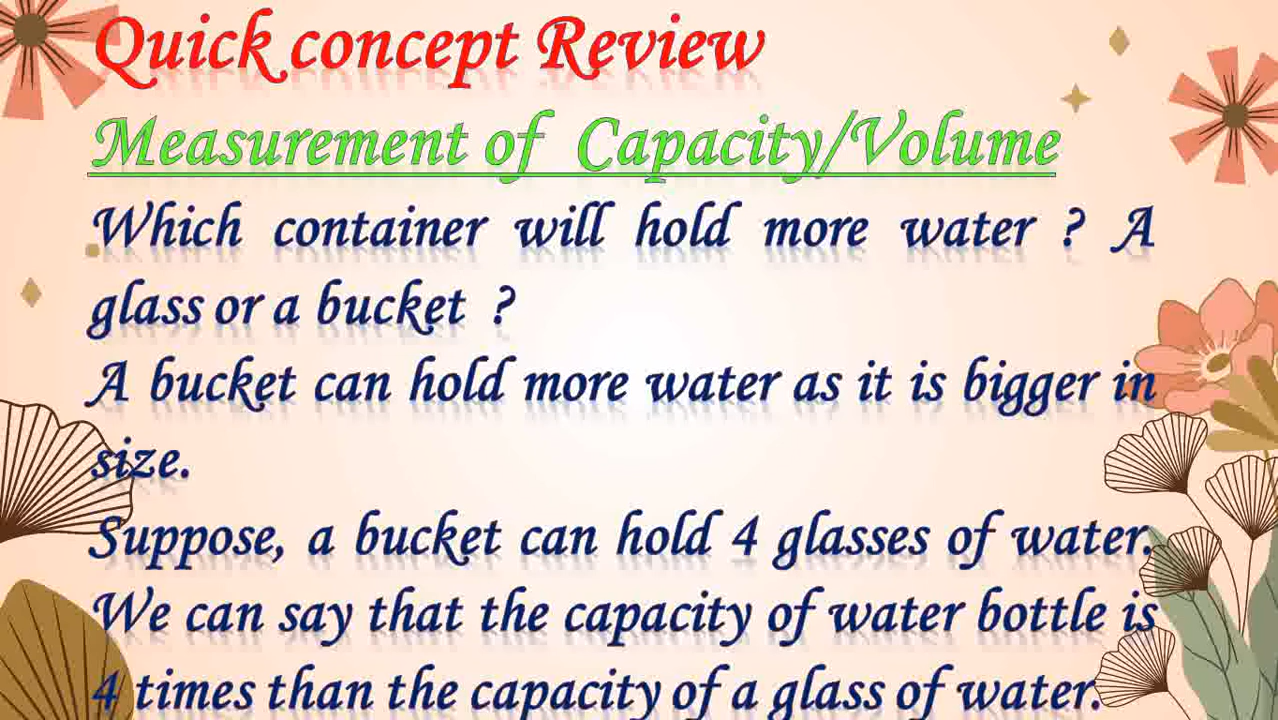 Quick concept Review
Measurement of Capacity/Volume
Which container will hold more water ? A
glass or a bucket ?
A bucket can hold more water as it is bigger in
size.
Suppose, a bucket can hold 4 glasses of water.
We can say that the capacity of water bottle is
4 times than the capacity of a glass of water.